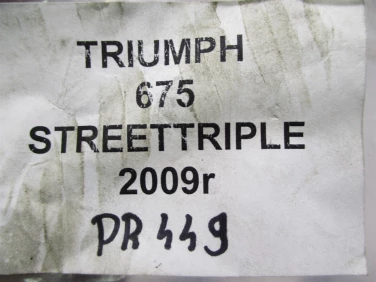 TRIUMPH
675
STREETTRIPLE
2009r
PR 449